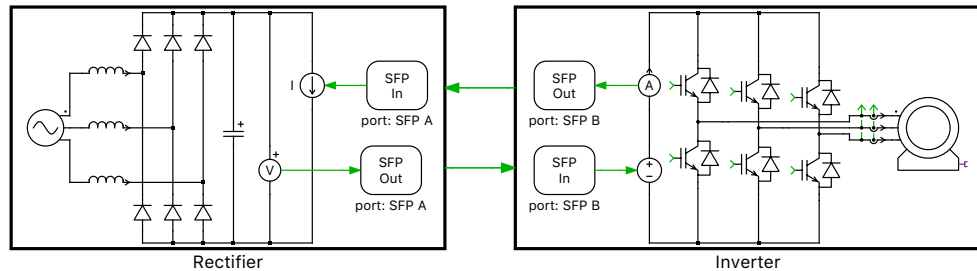 I
SFP
In
port: SFP A
V
SFP
Out
port: SFP A
Rectifier
SFP
Out
port: SFP B
A
SFP
In
port: SFP B
Inverter